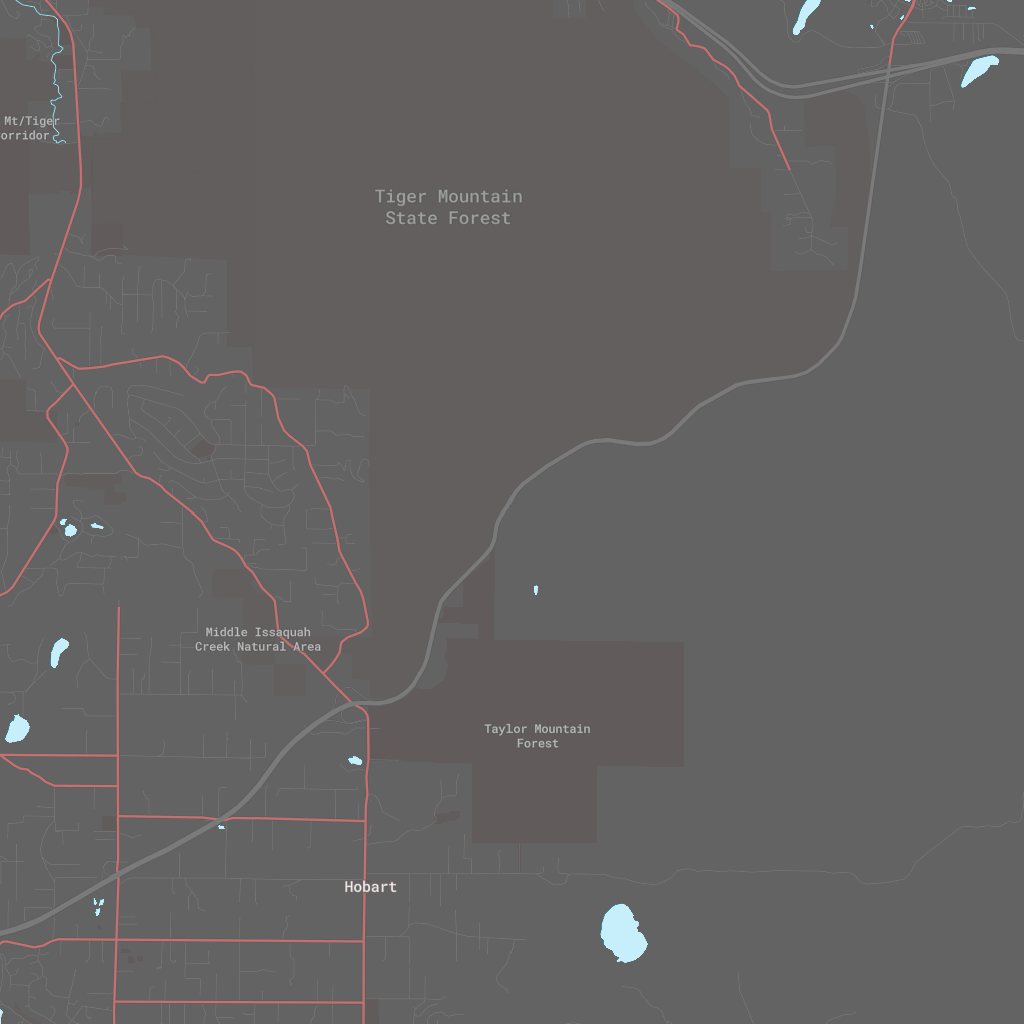 Mt/Tiger
orridor
Tiger Mountain
State Forest
Middle Issaquah
Creek Natural Area
Taylor Mountain
Forest
Hobart